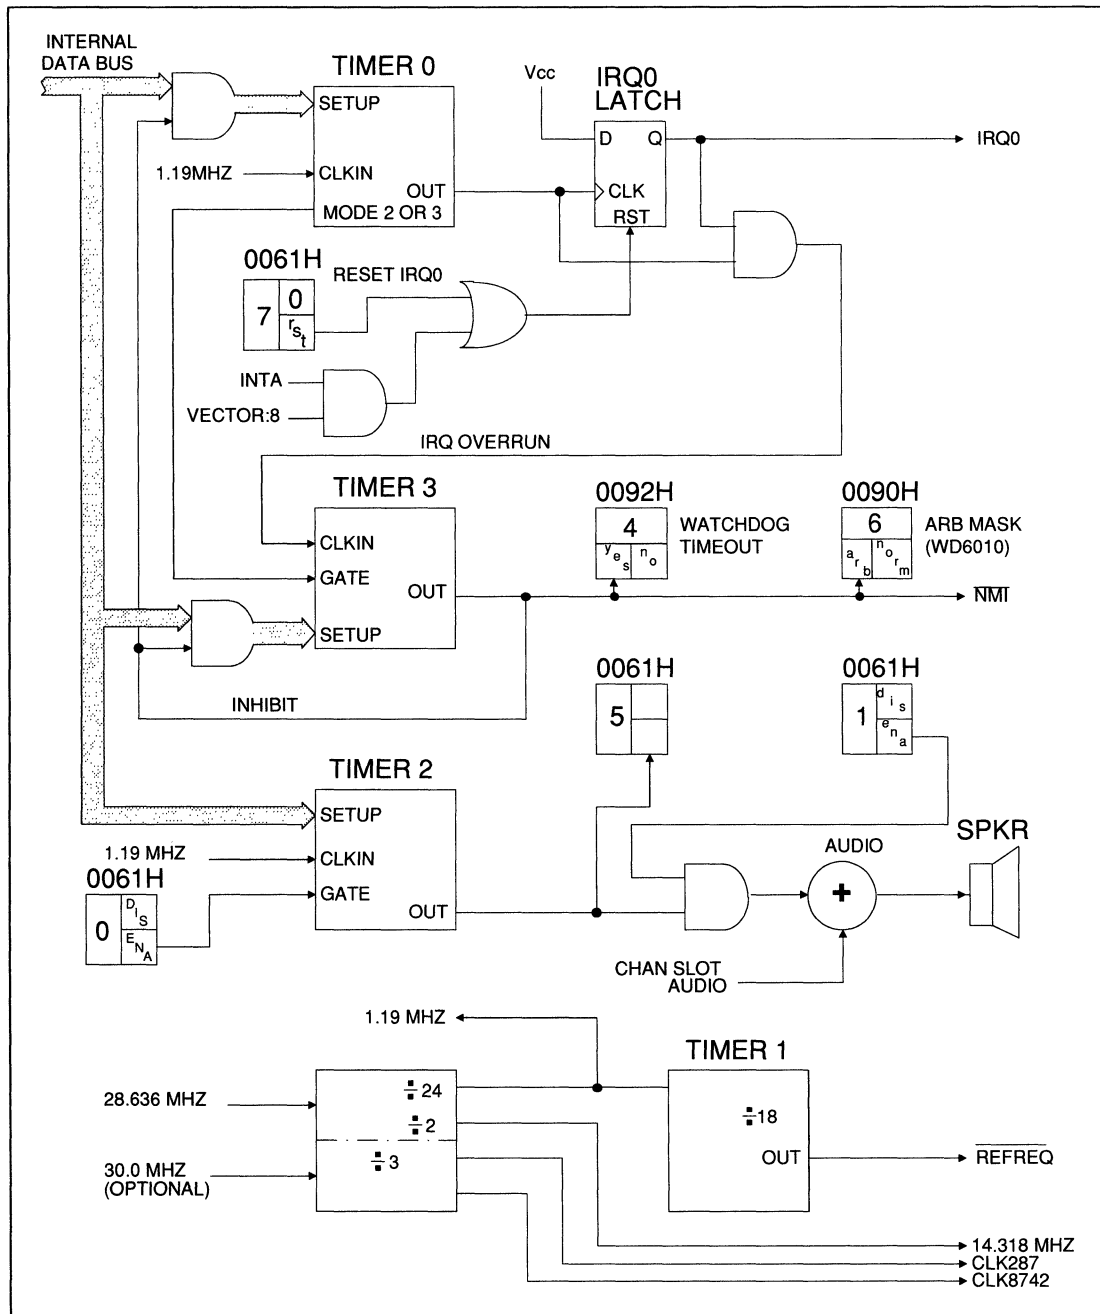 INTERNAL
DATA BUS
TIMER 0
SETUP
1.19MHZ
CLKIN
OUT
MODE 2 OR 3
Vcc
IRQ0
LATCH
D
Q
CLK
RST
IRQ0
0061H
7
0
rst
RESET IRQ0
INTA
VECTOR:8
IRQ OVERRUN
TIMER 3
CLKIN
GATE
OUT
SETUP
0092H
4
yes
no
WATCHDOG
TIMEOUT
0090H
6
arb
norm
ARB MASK
(WD6010)
NMI
INHIBIT
0061H
5
0061H
1
dis
ena
TIMER 2
SETUP
1.19 MHZ
CLKIN
0061H
0
DIS
ENA
GATE
OUT
AUDIO
+
SPKR
CHAN SLOT
AUDIO
1.19 MHZ
TIMER 1
28.636 MHZ
÷24
÷2
÷18
30.0 MHZ
(OPTIONAL)
÷3
OUT
REFREQ
14.318 MHZ
CLK287
CLK8742